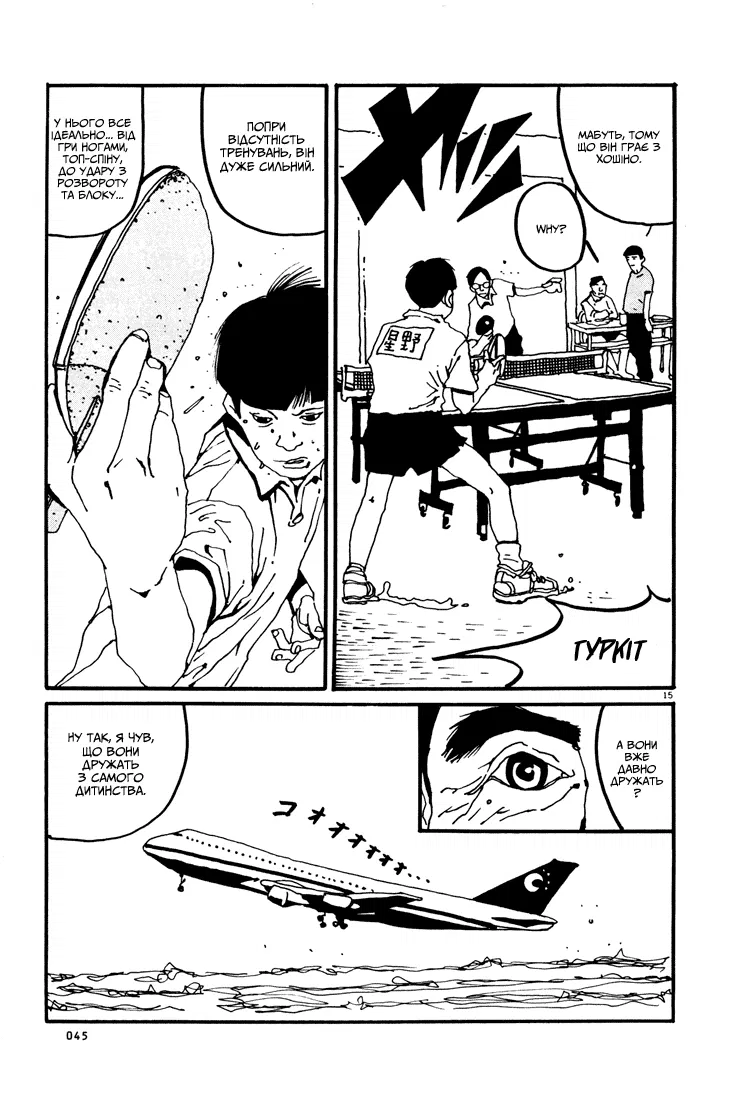 МАБУТЬ, ТОМУ
ЩО ВІН ГРАЄ З
ХОШІНО.
WHY?
星野
ГУРКІТ
15
ПОПРИ
ВІДСУТНІСТЬ
ТРЕНУВАНЬ, ВІН
ДУЖЕ СИЛЬНИЙ.
У НЬОГО ВСЕ
ІДЕАЛЬНО... ВІД
ГРИ НОГАМИ,
ТОП-СПІНУ,
ДО УДАРУ З
РОЗВОРОТУ
ТА БЛОКУ...
А ВОНИ
ВЖЕ
ДАВНО
ДРУЖАТЬ
?
НУ ТАК, Я ЧУВ,
ЩО ВОНИ
ДРУЖАТЬ
З САМОГО
ДИТИНСТВА.
コオオオオオオ...
045